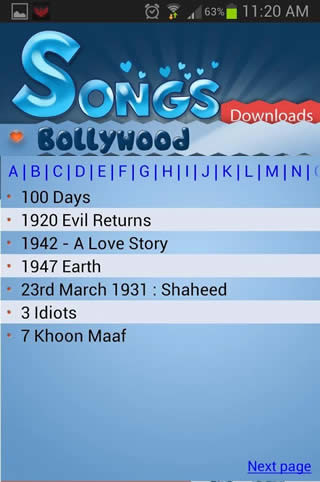 63% 11:20 AM
SONGS
Downloads
Bollywood
A | B | C | D | E | F | G | H | I | J | K | L | M | N |
100 Days
1920 Evil Returns
1942 - A Love Story
1947 Earth
23rd March 1931 : Shaheed
3 Idiots
7 Khoon Maaf
Next page